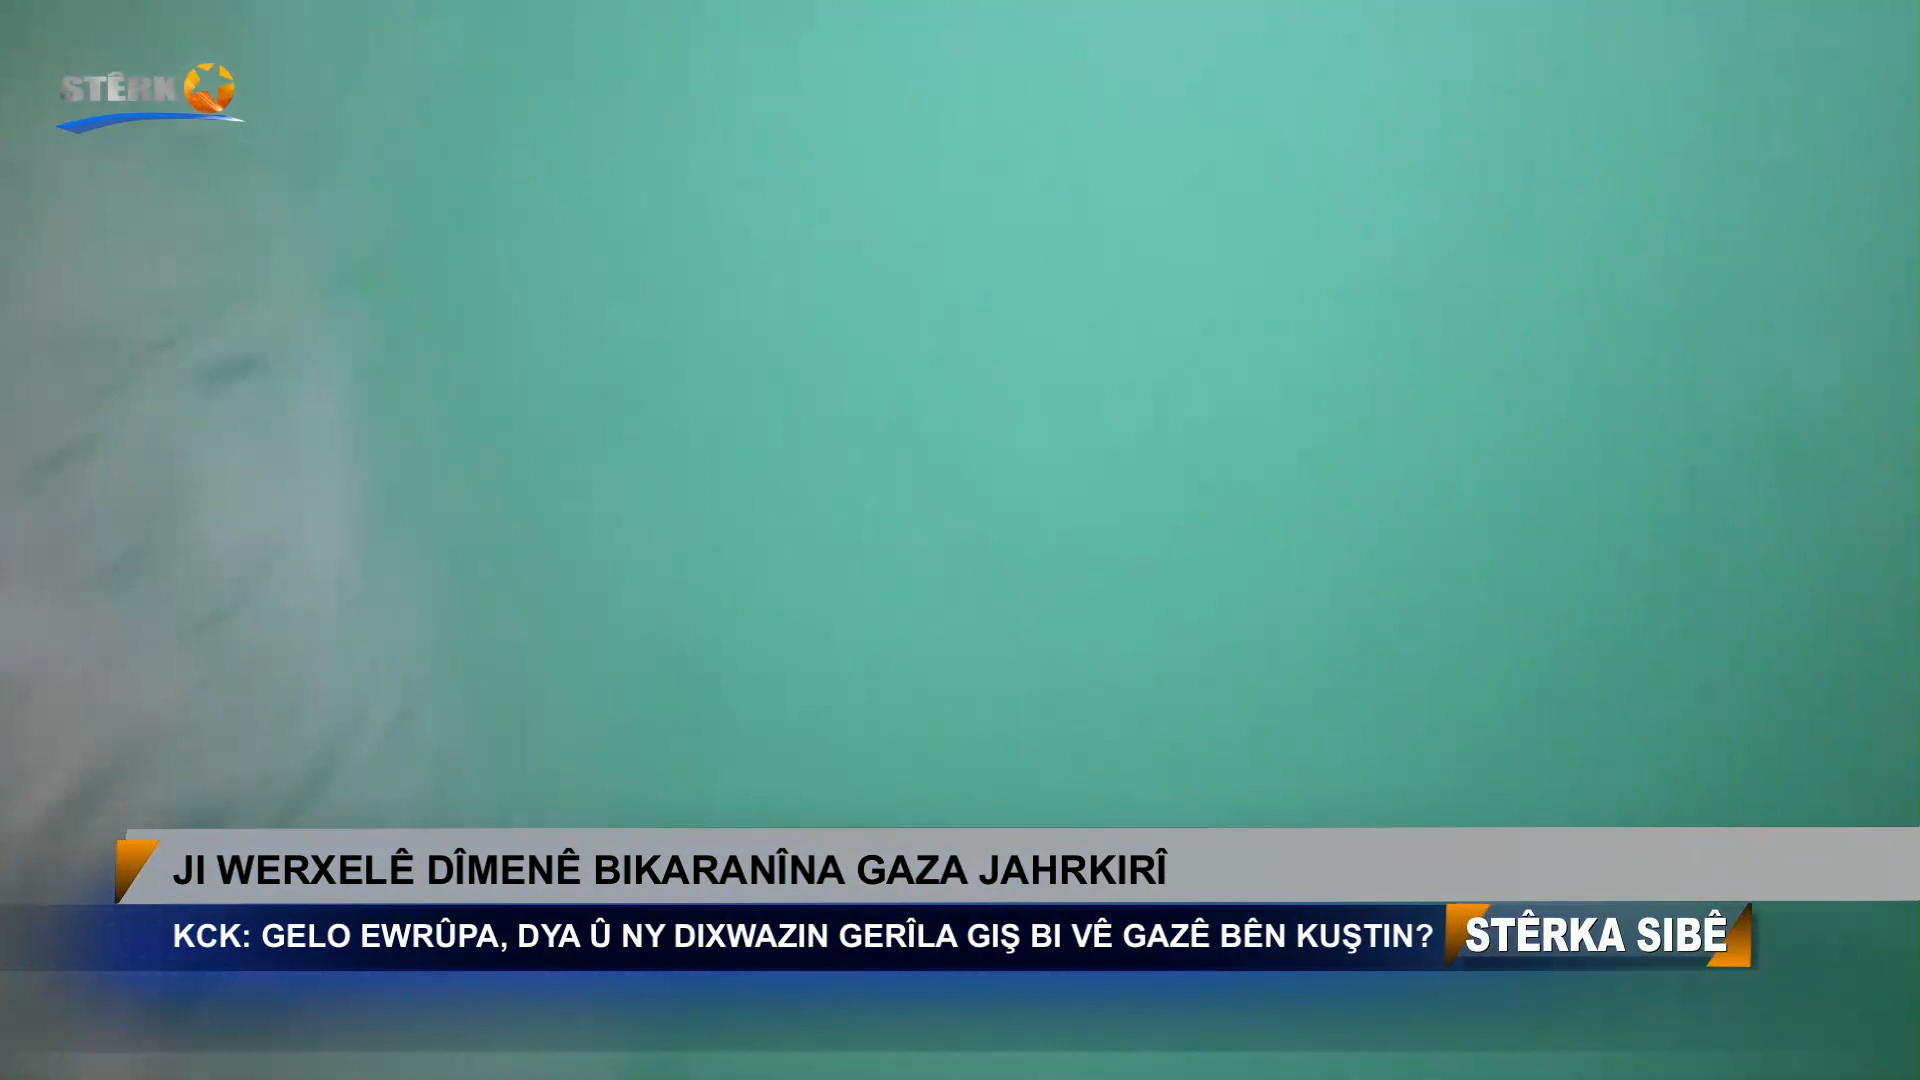 STÊRK
JI WERXELÊ DÎMENÊ BIKARANÎNA GAZA JAHRKIRÎ
KCK: GELO EWRÛPA, DYA Û NY DIXWAZIN GERÎLA GIŞ BI VÊ GAZÊ BÊN KUŞTIN?
STÊRKA SIBÊ